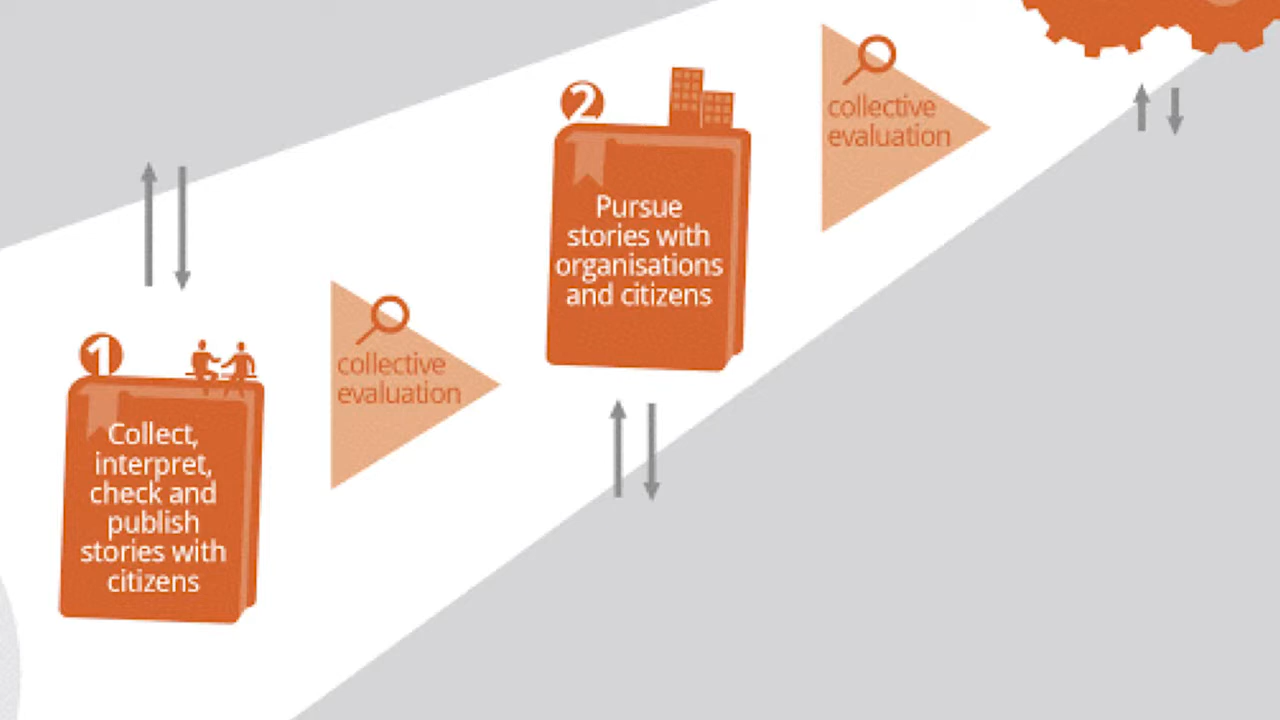 1
Collect,
interpret,
check and
publish
stories with
citizens
collective
evaluation
2
Pursue
stories with
organisations
and citizens
collective
evaluation